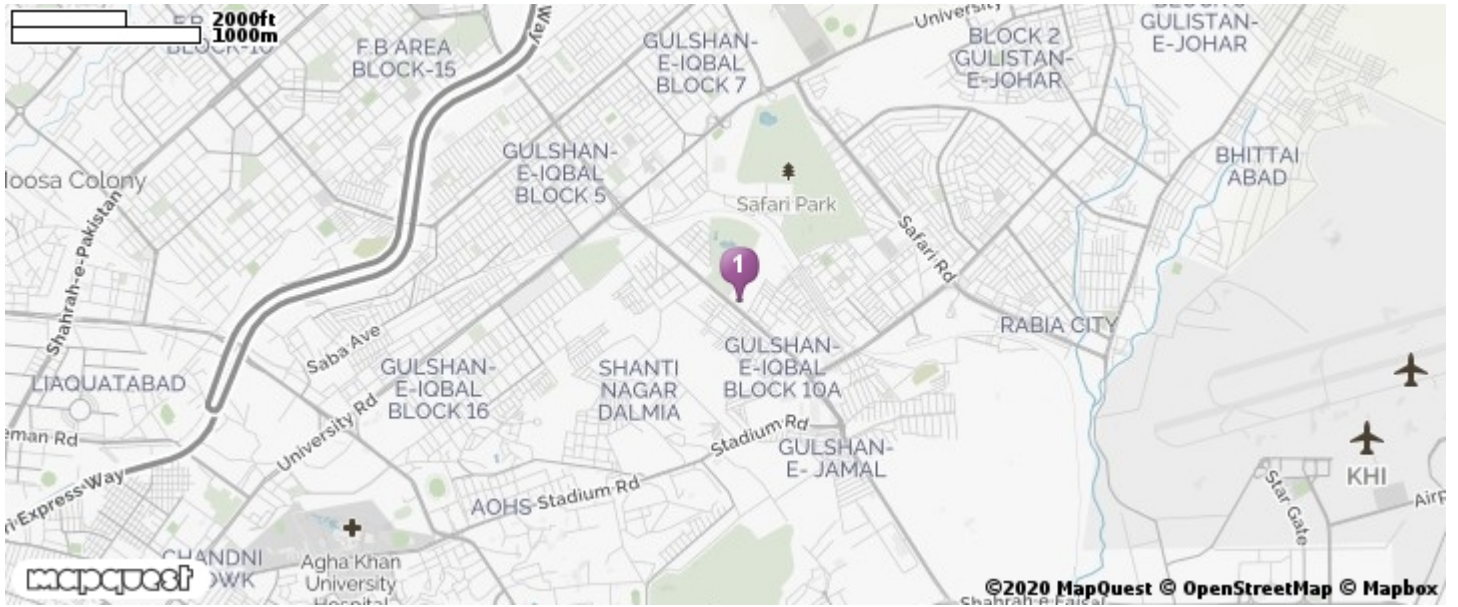 2000ft
1000m
Way
F.B AREA
BLOCK-15
GULSHAN-
E-IQBAL
BLOCK 7
University
BLOCK 2
GULISTAN-
E-JOHAR
GULISTAN-
E-JOHAR
GULSHAN-
E-IQBAL
BLOCK 5
BHITTAI
ABAD
Colony
Safari Park
Shahrah-e-Pakistan
Safari Rd
1
RABIA CITY
Saba Ave
LIAQUATABAD
GULSHAN-
E-IQBAL
BLOCK 16
SHANTI
NAGAR
DALMIA
GULSHAN-
E-IQBAL
BLOCK 10A
University Rd
Stadium Rd
GULSHAN-
E- JAMAL
KHI
Star Gate
Express Way
AOHS
Stadium Rd
CHANDNI
Agha Khan
University
Hospital
mapquest
©2020 MapQuest © OpenStreetMap © Mapbox